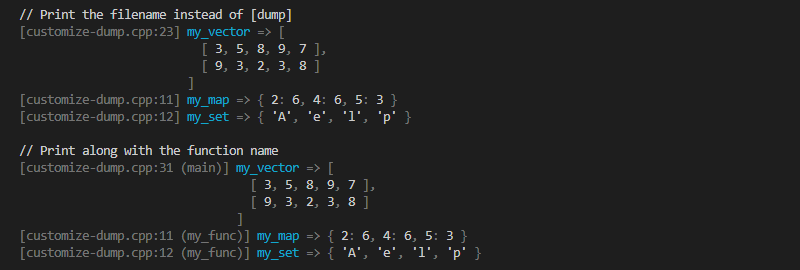 // Print the filename instead of [dump]
[customize-dump.cpp:23] my_vector => [
                          [ 3, 5, 8, 9, 7 ],
                          [ 9, 3, 2, 3, 8 ]
                        ]
[customize-dump.cpp:11] my_map => { 2: 6, 4: 6, 5: 3 }
[customize-dump.cpp:12] my_set => { 'A', 'e', 'l', 'p' }

// Print along with the function name
[customize-dump.cpp:31 (main)] my_vector => [
                                 [ 3, 5, 8, 9, 7 ],
                                 [ 9, 3, 2, 3, 8 ]
                               ]
[customize-dump.cpp:11 (my_func)] my_map => { 2: 6, 4: 6, 5: 3 }
[customize-dump.cpp:12 (my_func)] my_set => { 'A', 'e', 'l', 'p' }